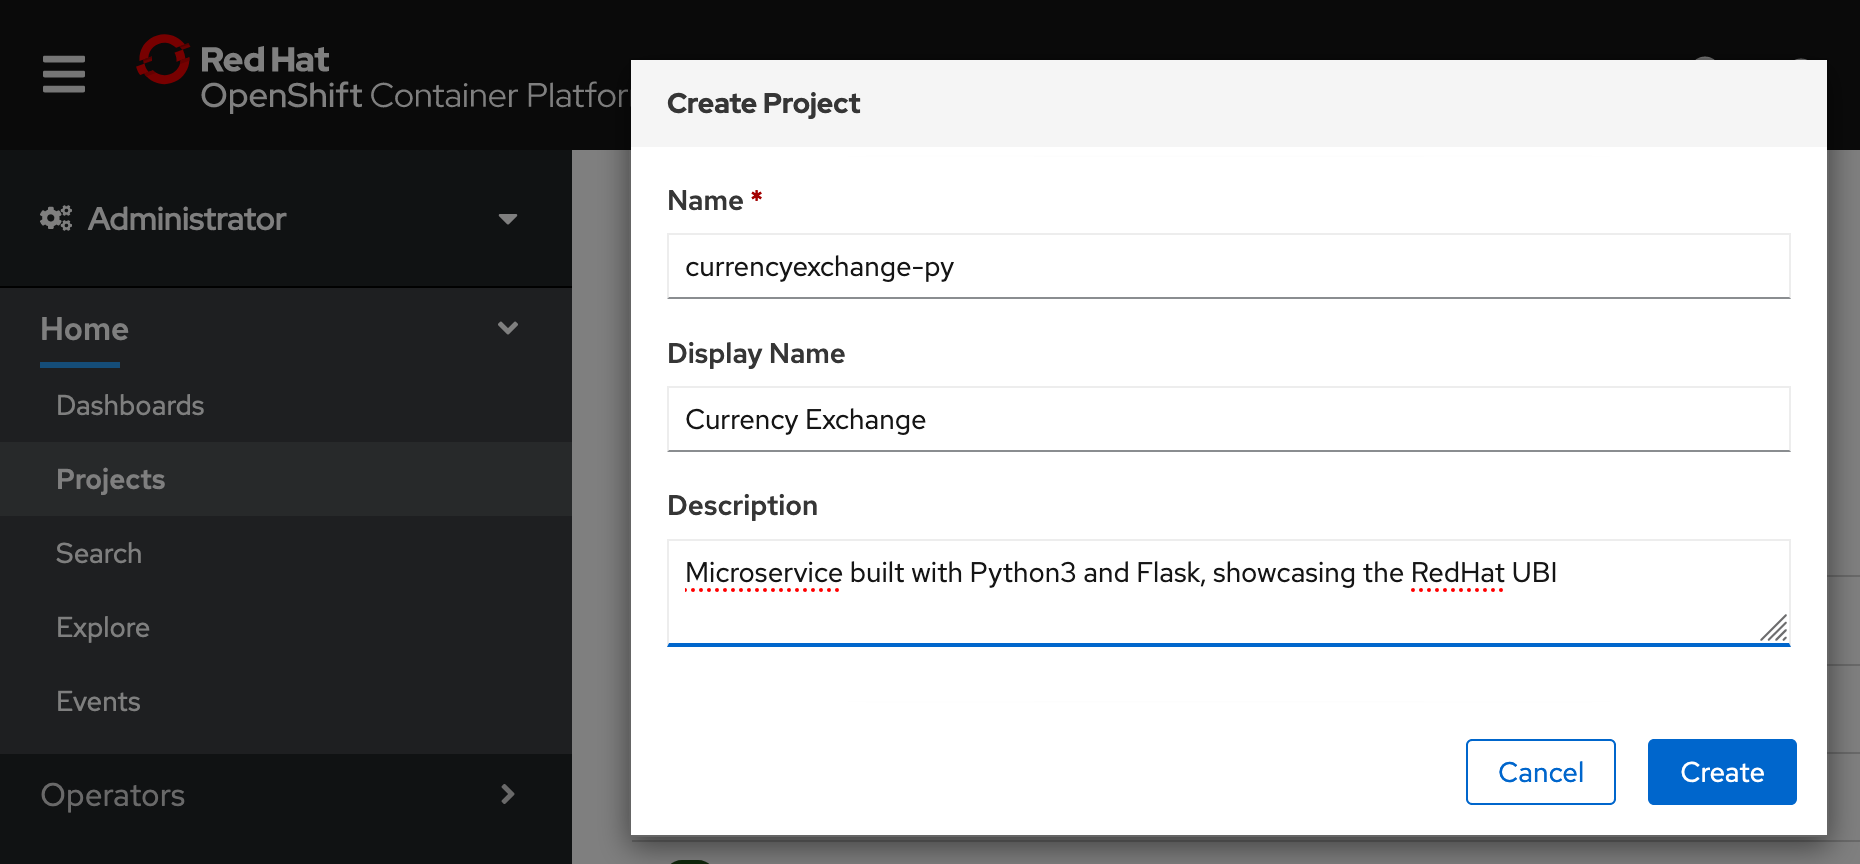 Red Hat
OpenShift Container Platfor
Administrator
Home
Dashboards
Projects
Search
Explore
Events
Operators
Create Project
Name *
currencyexchange-py
Display Name
Currency Exchange
Description
Microservice built with Python3 and Flask, showcasing the RedHat UBI
Cancel
Create